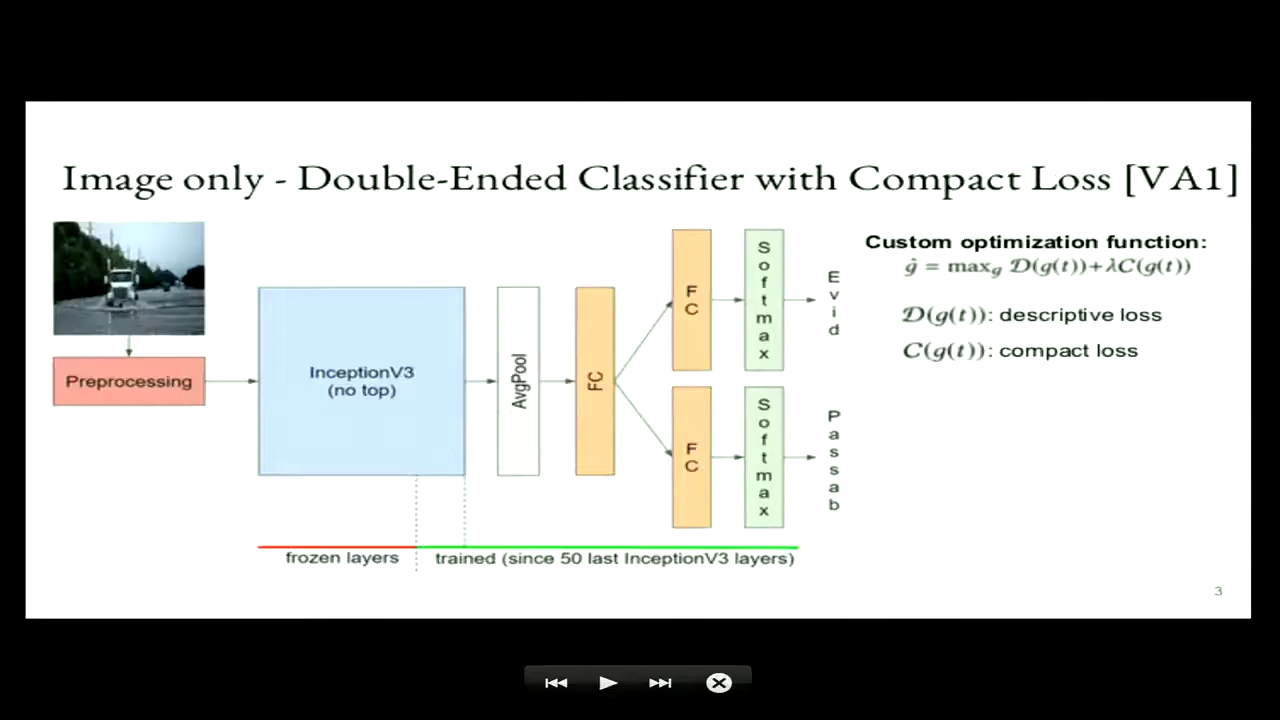 Image only - Double-Ended Classifier with Compact Loss [VA1]
Preprocessing
InceptionV3
(no top)
AvgPool
FC
FC
Softmax
Evid
FC
Softmax
Passab
frozen layers
trained (since 50 last InceptionV3 layers)
Custom optimization function:
ĝ = max_g 𝒟(g(t))+λC(g(t))
𝒟(g(t)): descriptive loss
C(g(t)): compact loss
3